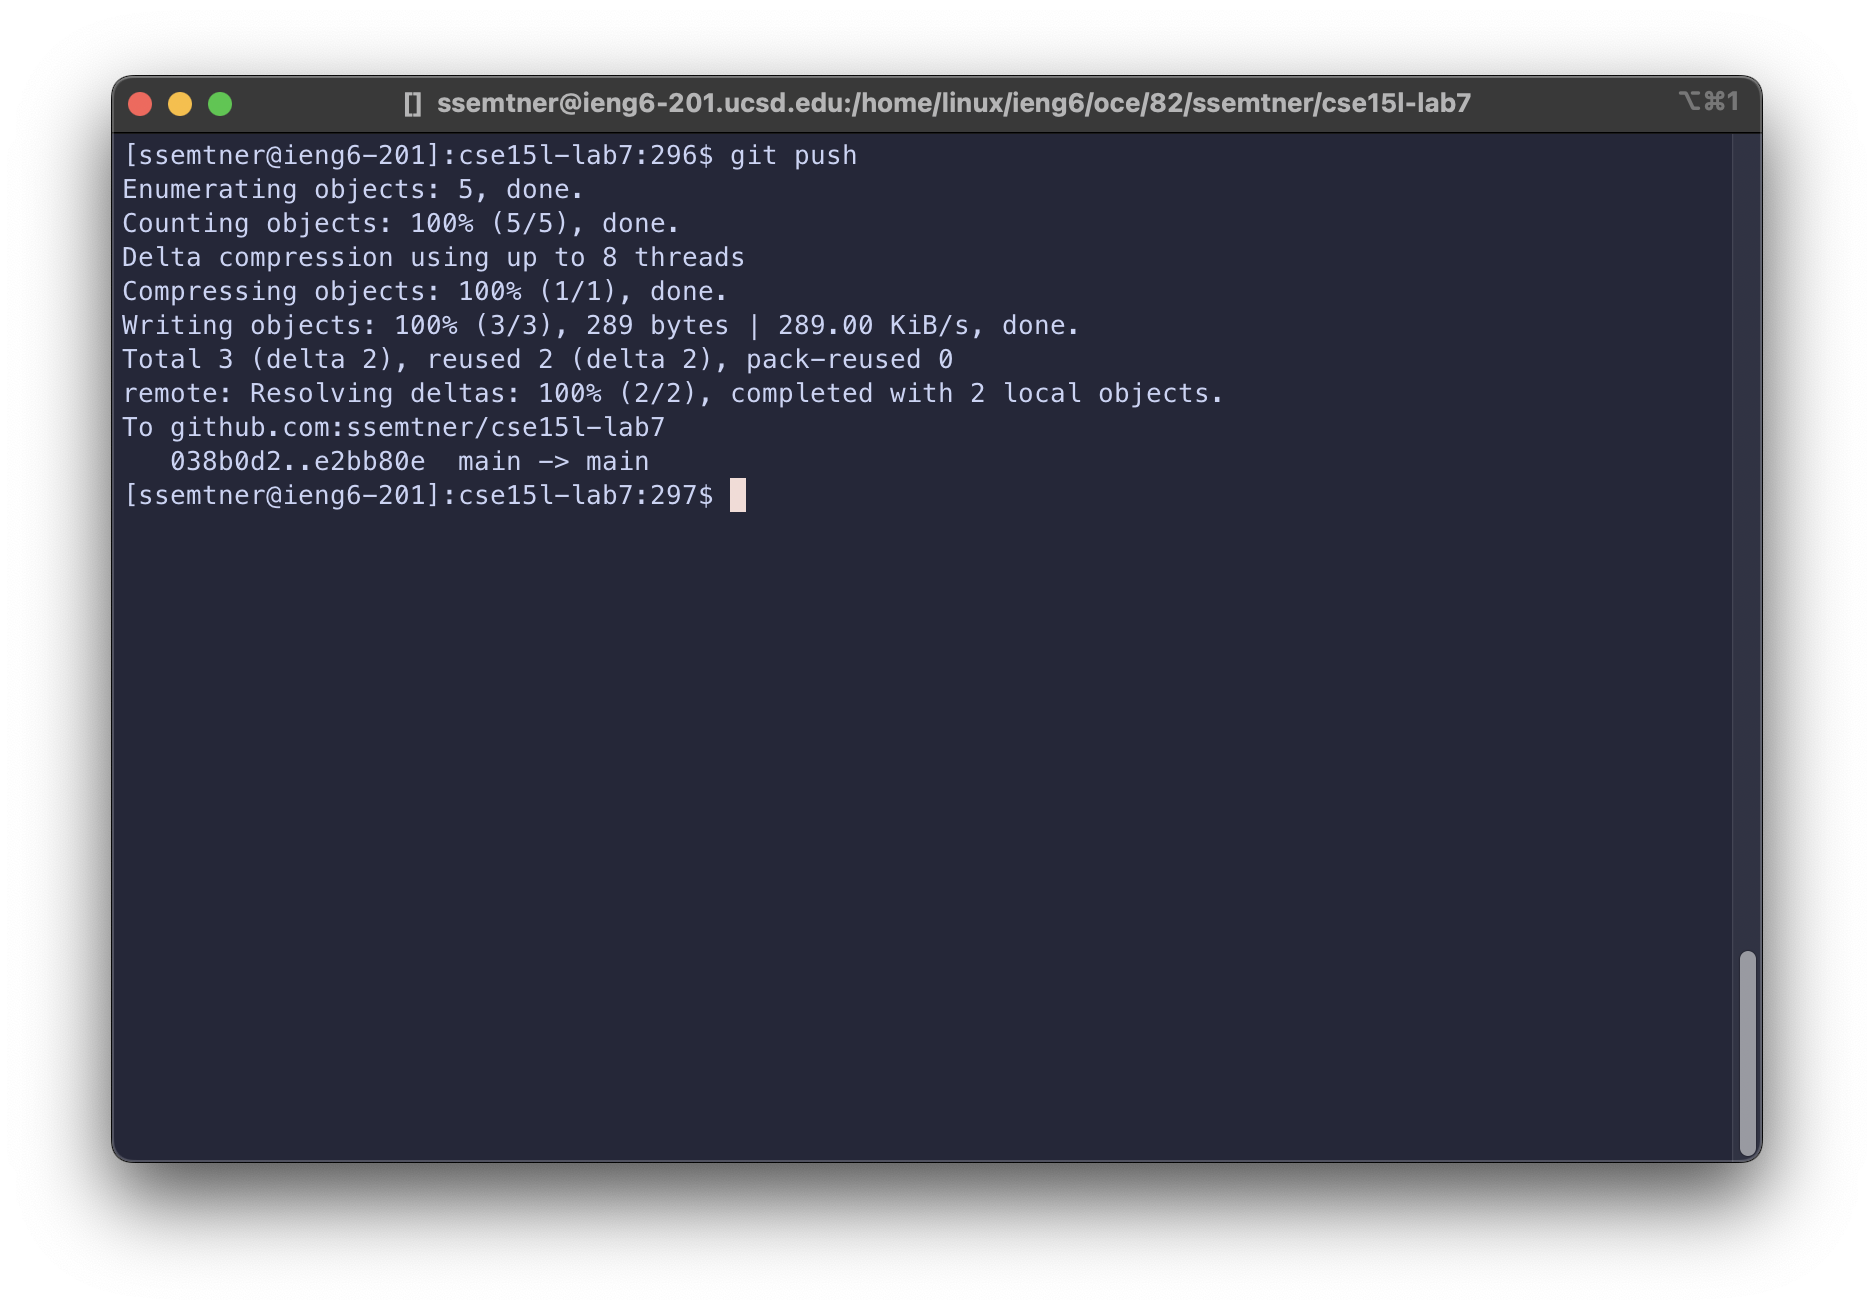 [] ssemtner@ieng6-201.ucsd.edu:/home/linux/ieng6/oce/82/ssemtner/cse15l-lab7 ⌥⌘1
[ssemtner@ieng6-201]:cse15l-lab7:296$ git push
Enumerating objects: 5, done.
Counting objects: 100% (5/5), done.
Delta compression using up to 8 threads
Compressing objects: 100% (1/1), done.
Writing objects: 100% (3/3), 289 bytes | 289.00 KiB/s, done.
Total 3 (delta 2), reused 2 (delta 2), pack-reused 0
remote: Resolving deltas: 100% (2/2), completed with 2 local objects.
To github.com:ssemtner/cse15l-lab7
   038b0d2..e2bb80e  main -> main
[ssemtner@ieng6-201]:cse15l-lab7:297$